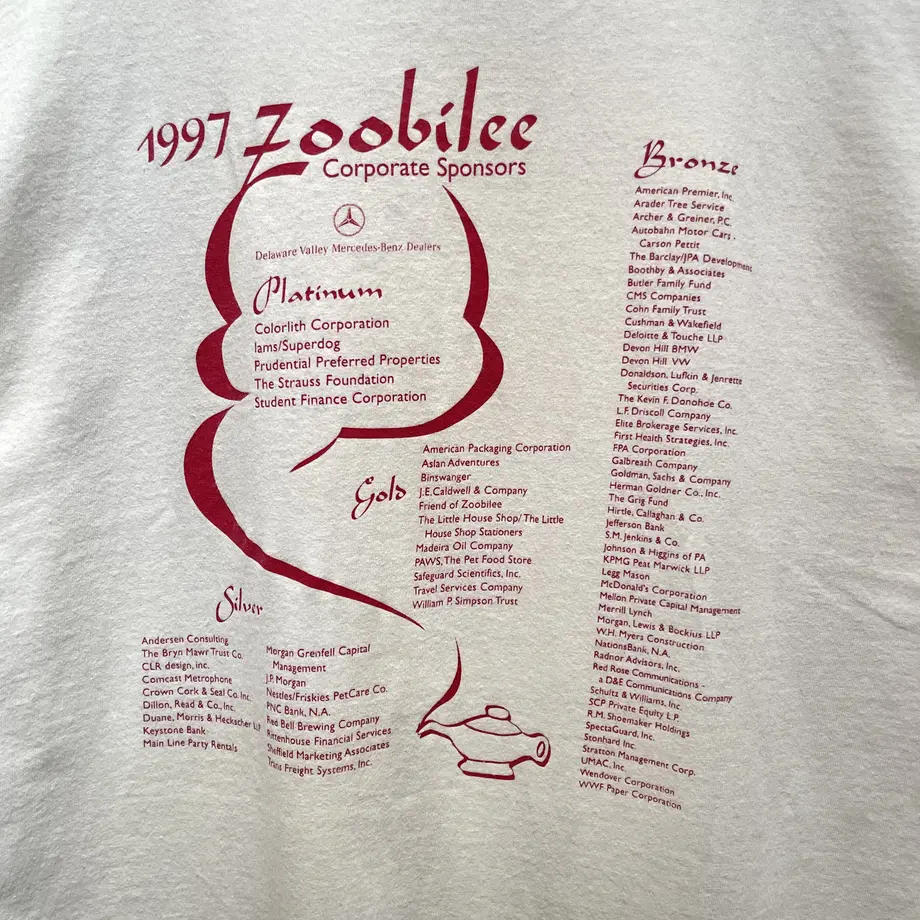 1997 Zoobilee
Corporate Sponsors
Delaware Valley Mercedes-Benz Dealers
Platinum
Colorlith Corporation
Iams/Superdog
Prudential Preferred Properties
The Strauss Foundation
Student Finance Corporation
Gold
American Packaging Corporation
Aslan Adventures
Binswanger
J.E. Caldwell & Company
Friend of Zoobilee
The Little House Shop/ The Little
House Shop Stationers
Madeira Oil Company
PAWS, The Pet Food Store
Safeguard Scientifics, Inc.
Travel Services Company
William P. Simpson Trust
Silver
Andersen Consulting
The Bryn Mawr Trust Co.
CLR design, inc.
Comcast Metrophone
Crown Cork & Seal Co. Inc.
Dillon, Read & Co., Inc.
Duane, Morris & Heckscher LLP
Keystone Bank
Main Line Party Rentals
Morgan Grenfell Capital
Management
J.P. Morgan
Nestles/Friskies PetCare Co.
PNC Bank, N.A.
Red Bell Brewing Company
Rittenhouse Financial Services
Sheffield Marketing Associates
Trans Freight Systems, Inc.
Bronze
American Premier, Inc.
Arader Tree Service
Archer & Greiner, P.C.
Autobahn Motor Cars,
Carson Pettit
The Barclay/JPA Development
Boothby & Associates
Butler Family Fund
CMS Companies
Cohn Family Trust
Cushman & Wakefield
Deloitte & Touche LLP
Devon Hill BMW
Devon Hill VW
Donaldson, Lufkin & Jenrette
Securities Corp.
The Kevin F. Donohoe Co.
L.F. Driscoll Company
Elite Brokerage Services, Inc.
First Health Strategies, Inc.
FPA Corporation
Galbreath Company
Goldman, Sachs & Company
Herman Goldner Co., Inc.
The Grig Fund
Hirtle, Callaghan & Co.
Jefferson Bank
S.M. Jenkins & Co.
Johnson & Higgins of PA
KPMG Peat Marwick LLP
Legg Mason
McDonald's Corporation
Mellon Private Capital Management
Merrill Lynch
Morgan, Lewis & Bockius LLP
W.H. Myers Construction
NationsBank, N.A.
Radnor Advisors, Inc.
Red Rose Communications -
a D&E Communications Company
Schultz & Williams, Inc.
SCP Private Equity L.P.
R.M. Shoemaker Holdings
SpectaGuard, Inc.
Stonhard Inc.
Stratton Management Corp.
UMAC, Inc.
Wendover Corporation
WWF Paper Corporation